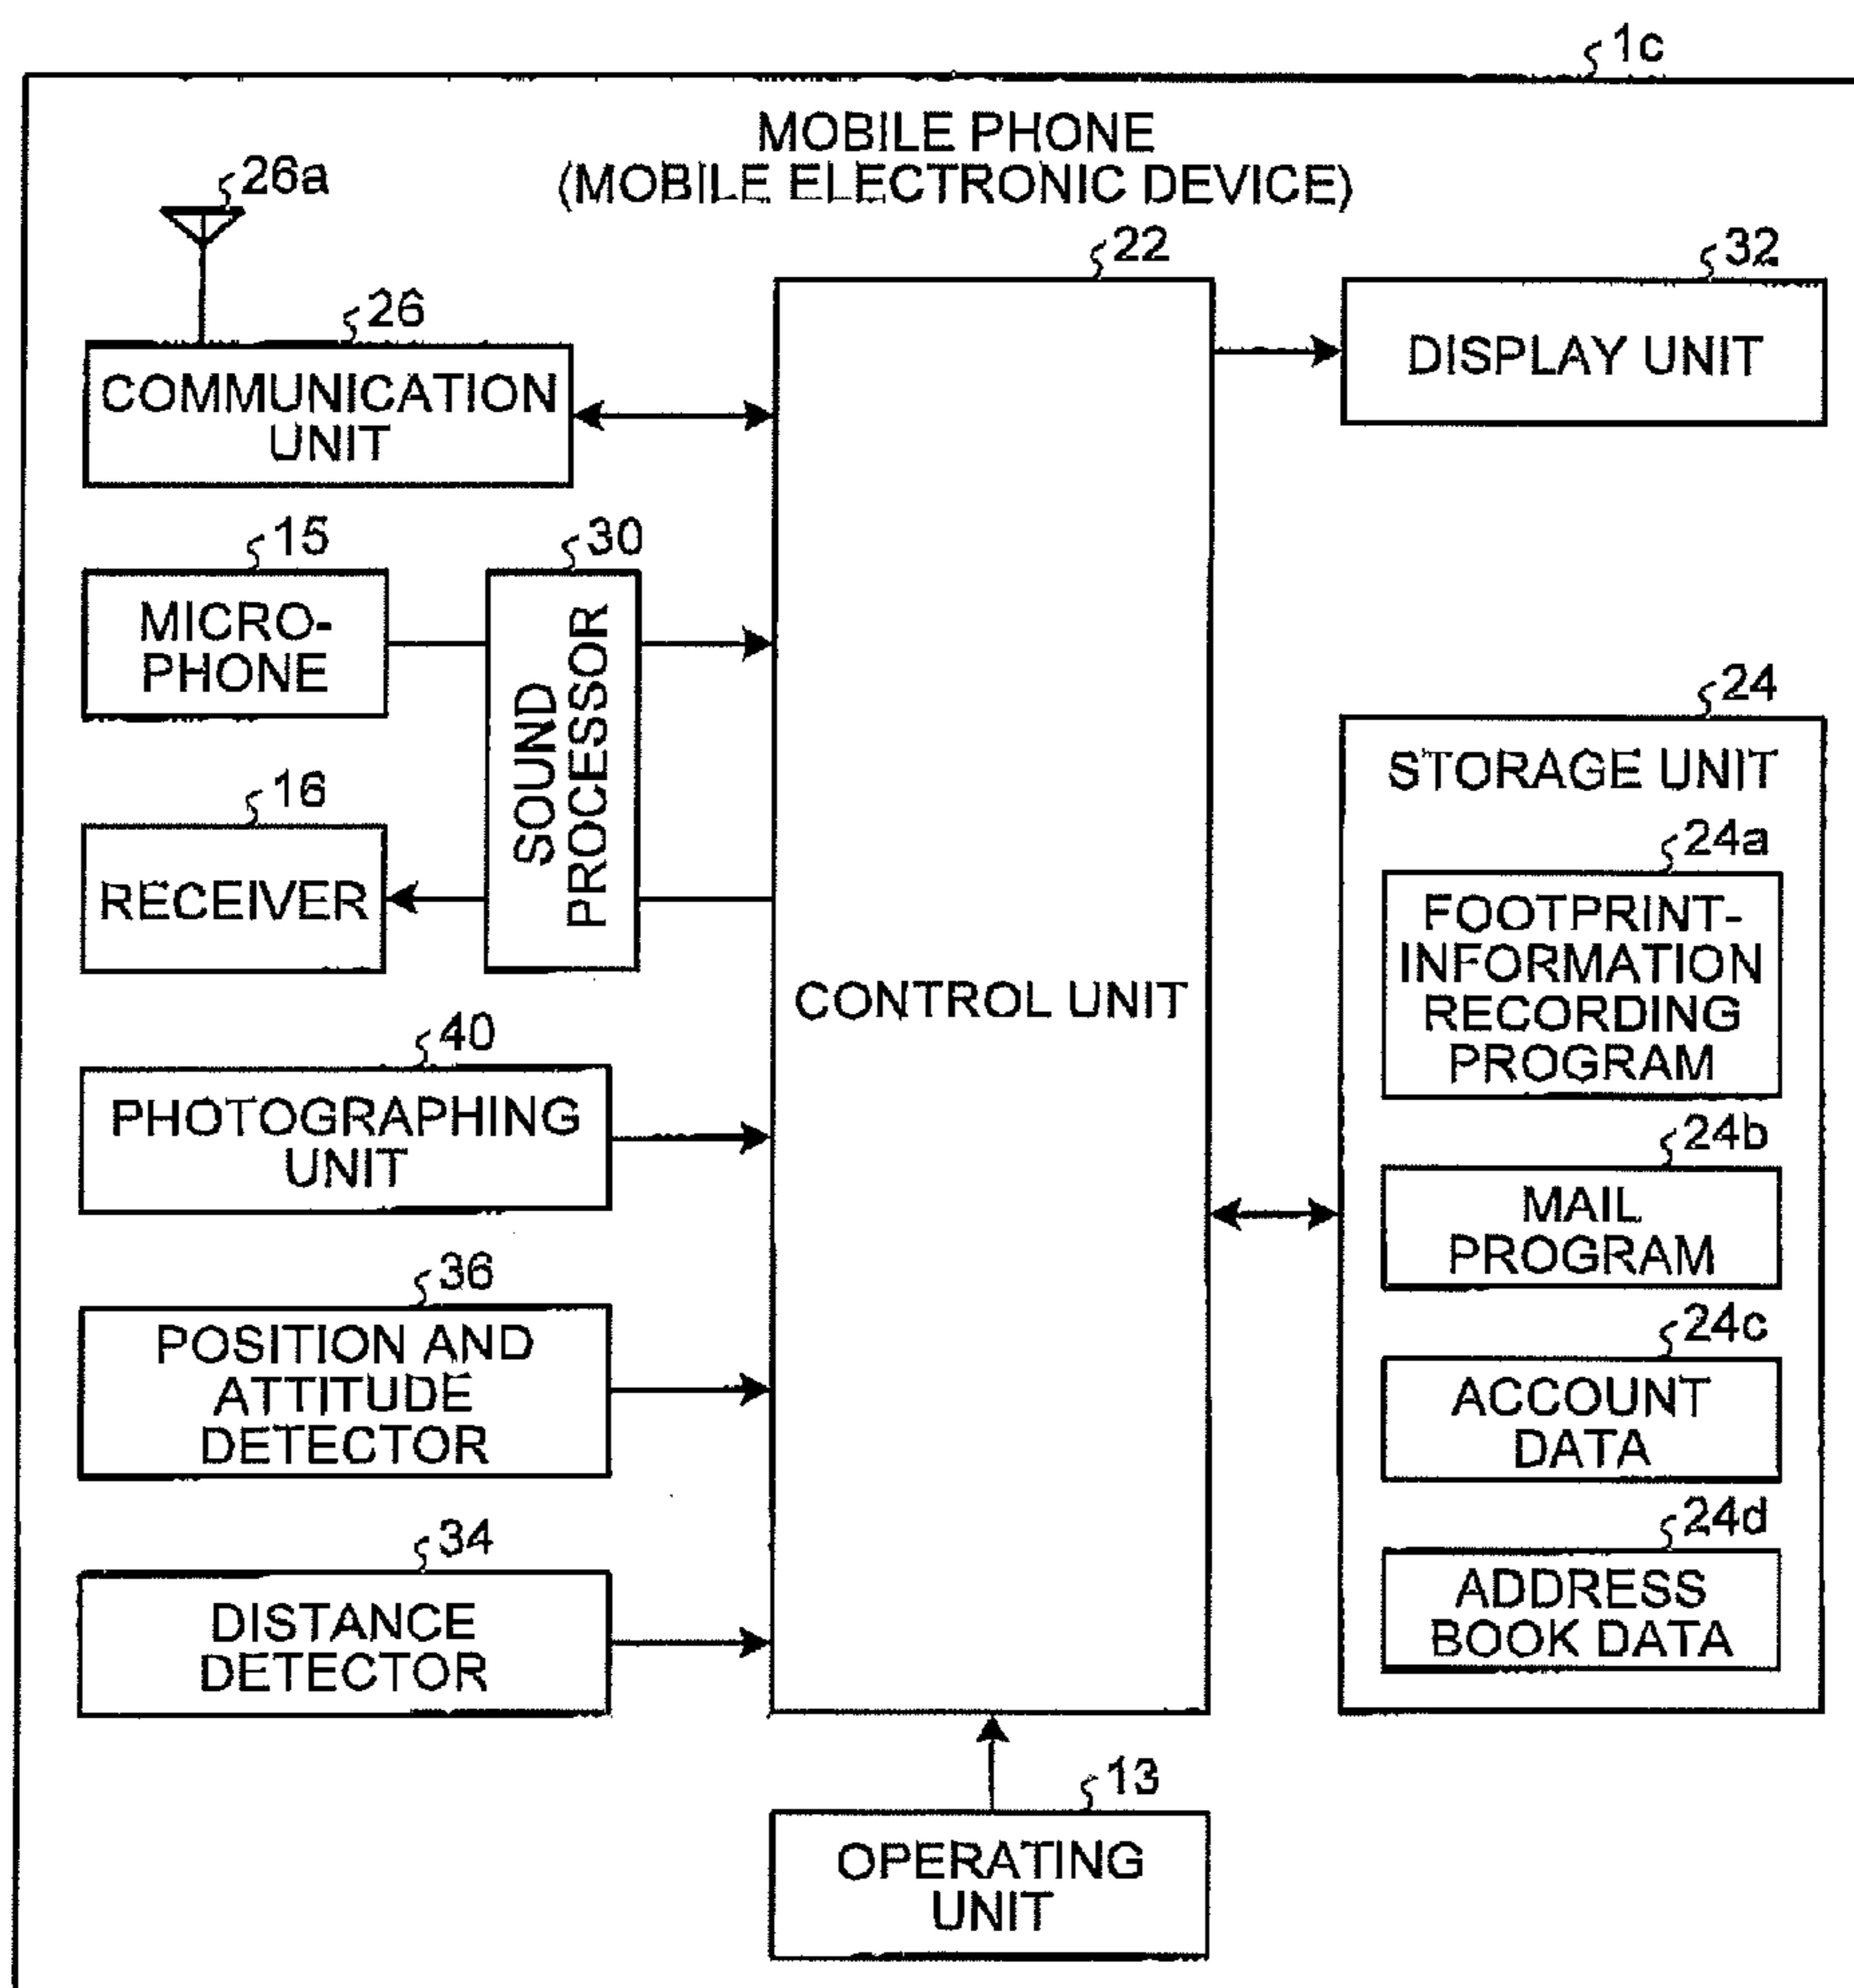 1c
MOBILE PHONE
(MOBILE ELECTRONIC DEVICE)
26a
22
32
26
DISPLAY UNIT
COMMUNICATION
UNIT
15
30
MICRO-
PHONE
SOUND
PROCESSOR
24
STORAGE UNIT
16
RECEIVER
24a
FOOTPRINT-
INFORMATION
RECORDING
PROGRAM
CONTROL UNIT
40
PHOTOGRAPHING
UNIT
24b
MAIL
PROGRAM
36
POSITION AND
ATTITUDE
DETECTOR
24c
ACCOUNT
DATA
34
DISTANCE
DETECTOR
24d
ADDRESS
BOOK DATA
13
OPERATING
UNIT